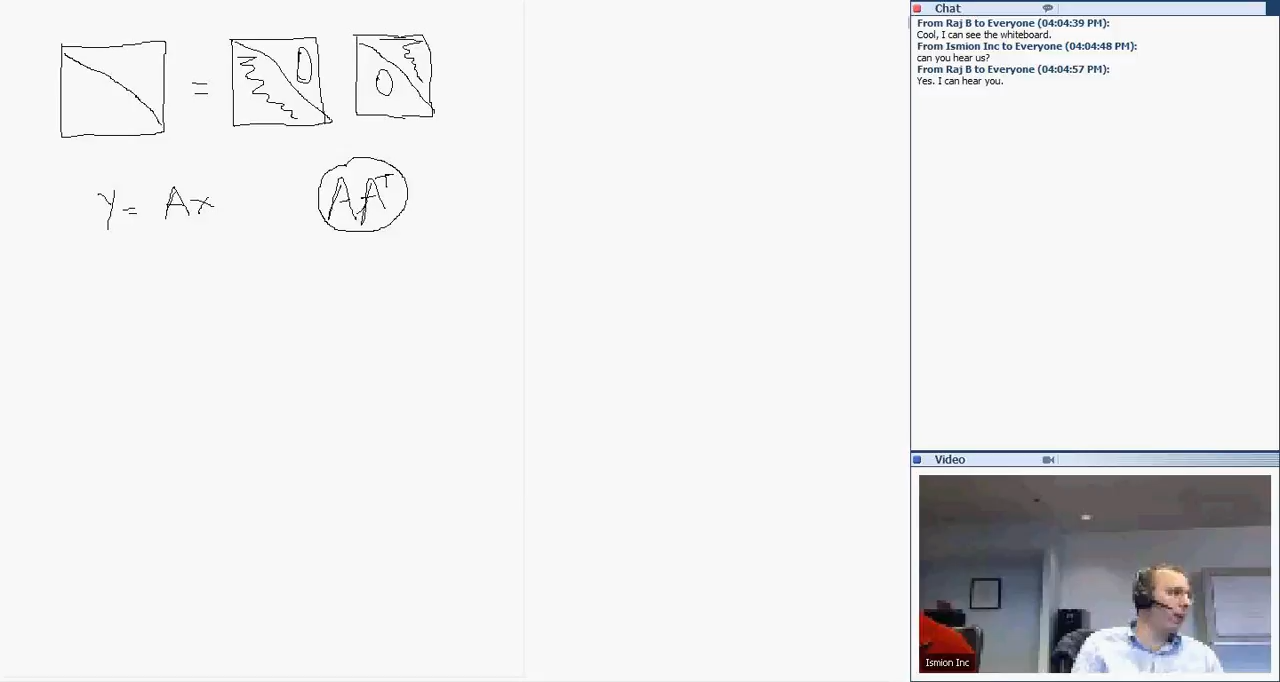 =
0
0
Y = Ax
AAᵀ
Chat
From Raj B to Everyone (04:04:39 PM):
Cool, I can see the whiteboard.
From Ismion Inc to Everyone (04:04:48 PM):
can you hear us?
From Raj B to Everyone (04:04:57 PM):
Yes. I can hear you.
Video
Ismion Inc